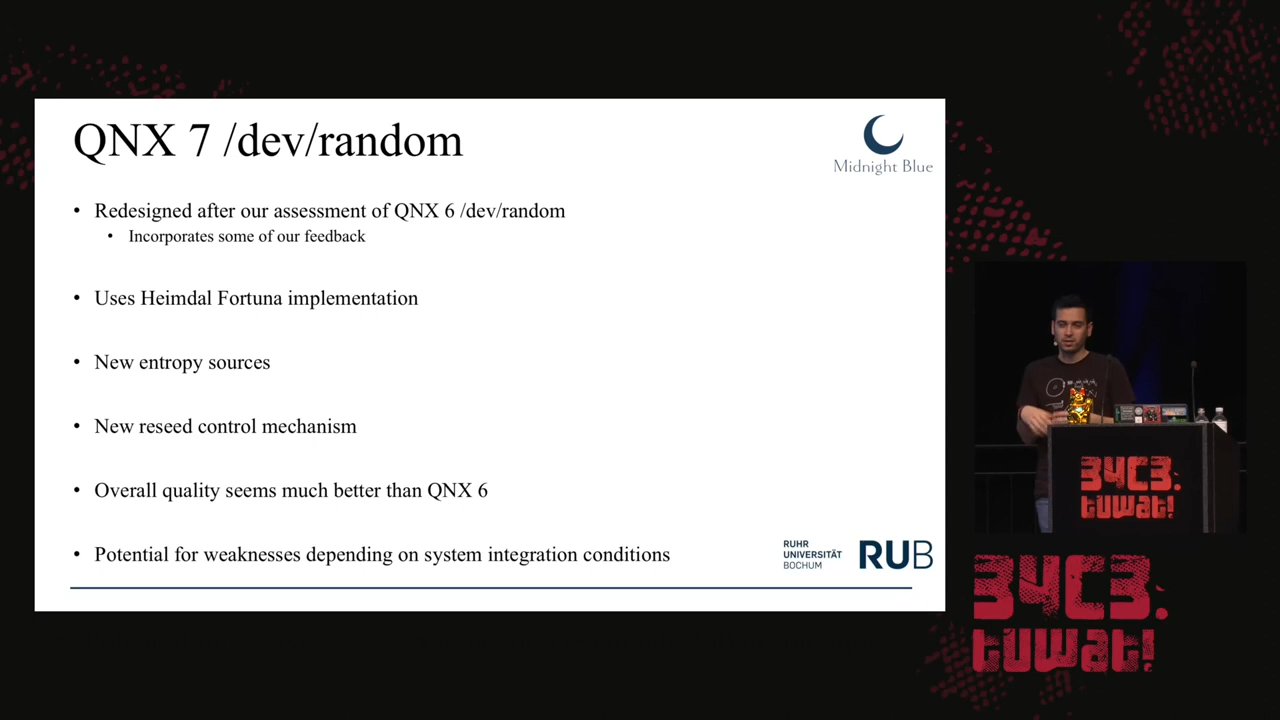 QNX 7 /dev/random
Midnight Blue
• Redesigned after our assessment of QNX 6 /dev/random
• Incorporates some of our feedback
• Uses Heimdal Fortuna implementation
• New entropy sources
• New reseed control mechanism
• Overall quality seems much better than QNX 6
• Potential for weaknesses depending on system integration conditions
RUHR
UNIVERSITÄT
BOCHUM
RUB
34C3.
tuwat!
34C3.
tuwat!